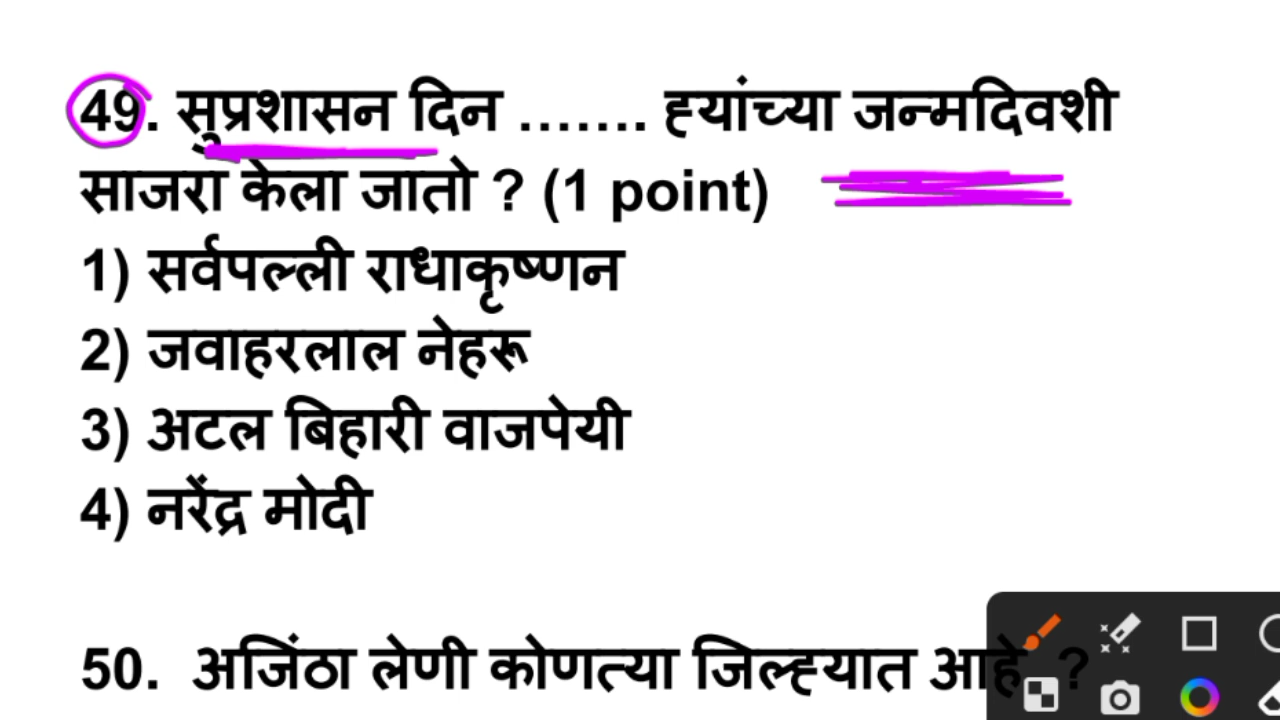 49. सुप्रशासन दिन ....... ह्यांच्या जन्मदिवशी
साजरा केला जातो ? (1 point)
1) सर्वपल्ली राधाकृष्णन
2) जवाहरलाल नेहरू
3) अटल बिहारी वाजपेयी
4) नरेंद्र मोदी
50. अजिंठा लेणी कोणत्या जिल्ह्यात आहे ?